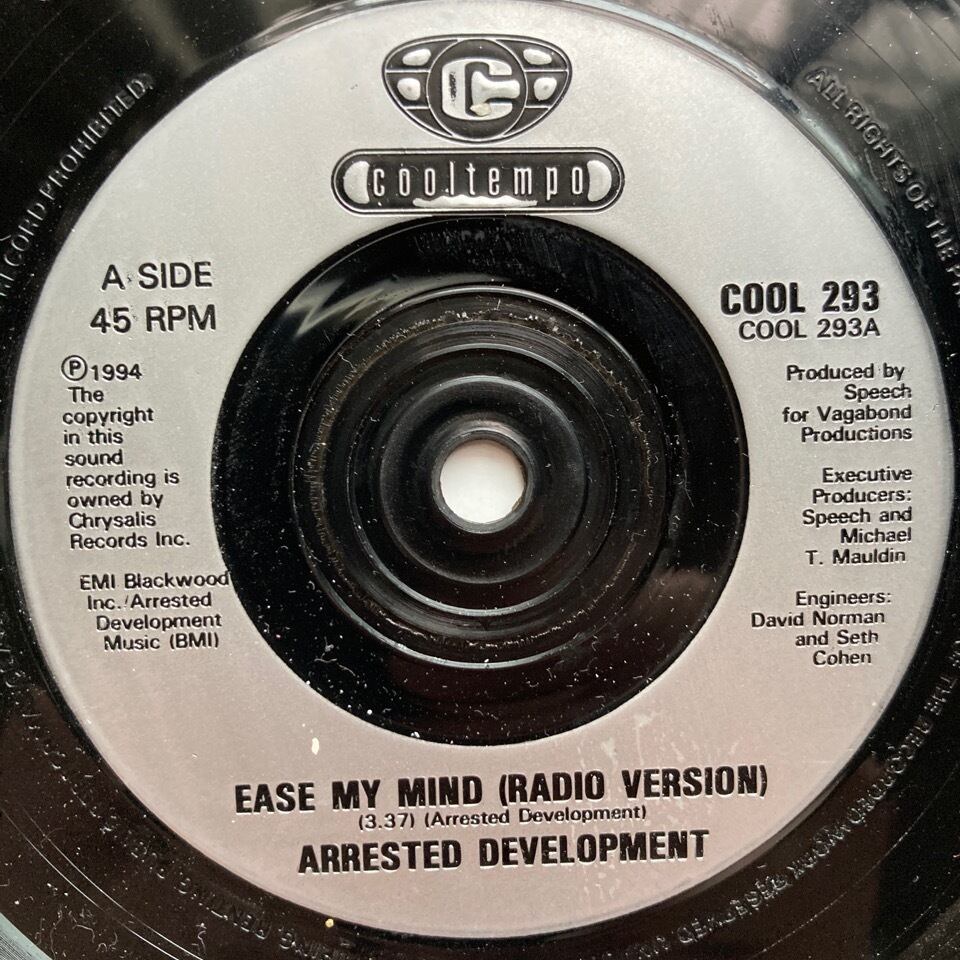 C
cooltempo
A SIDE
45 RPM
Ⓟ 1994
The
copyright
in this
sound
recording is
owned by
Chrysalis
Records Inc.
EMI Blackwood
Inc./Arrested
Development
Music (BMI)
COOL 293
COOL 293A
Produced by
Speech
for Vagabond
Productions
Executive
Producers:
Speech and
Michael
T. Mauldin
Engineers:
David Norman
and Seth
Cohen
EASE MY MIND (RADIO VERSION)
(3.37) (Arrested Development)
ARRESTED DEVELOPMENT
ALL RIGHTS OF THE
WORK RESERVED
CORD PROHIBITED.